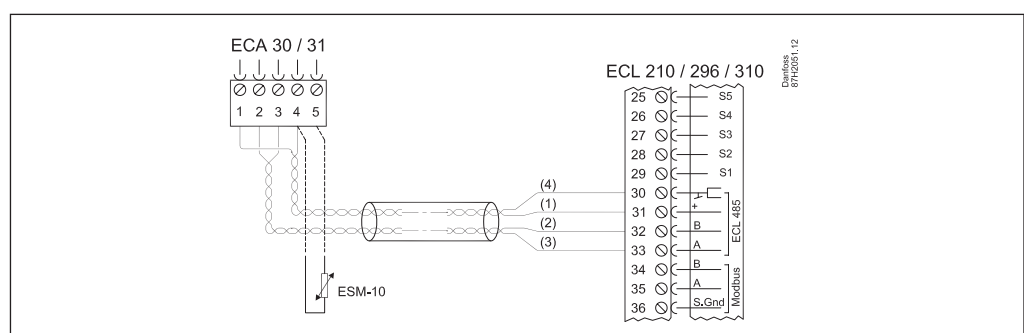 ECA 30 / 31
1 2 3 4 5
ESM-10
(4)
(1)
(2)
(3)
ECL 210 / 296 / 310
25 S5
26 S4
27 S3
28 S2
29 S1
30
31 +
32 B
33 A
ECL 485
34 B
35 A
36 S.Gnd
Modbus
Danfoss
87H2051.12